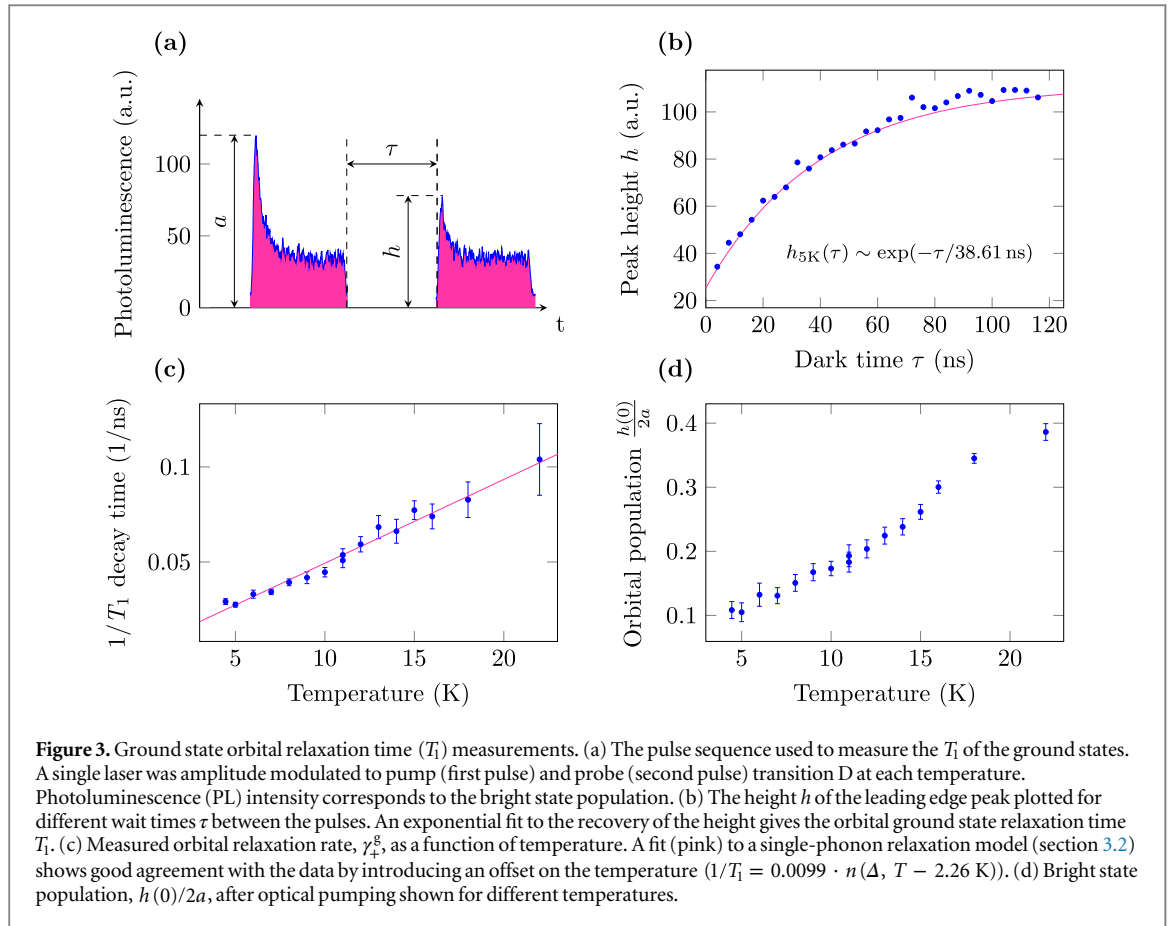 (a)
Photoluminescence (a.u.)
100
50
0
a
τ
h
t
(b)
Peak height h (a.u.)
100
80
60
40
20
h5K(τ) ∼ exp(−τ/38.61 ns)
0 20 40 60 80 100 120
Dark time τ (ns)
(c)
1/T1 decay time (1/ns)
0.1
0.05
5 10 15 20
Temperature (K)
(d)
Orbital population h(0)/2a
0.4
0.3
0.2
0.1
5 10 15 20
Temperature (K)
Figure 3. Ground state orbital relaxation time (T1) measurements. (a) The pulse sequence used to measure the T1 of the ground states.
A single laser was amplitude modulated to pump (first pulse) and probe (second pulse) transition D at each temperature.
Photoluminescence (PL) intensity corresponds to the bright state population. (b) The height h of the leading edge peak plotted for
different wait times τ between the pulses. An exponential fit to the recovery of the height gives the orbital ground state relaxation time
T1. (c) Measured orbital relaxation rate, γ+g, as a function of temperature. A fit (pink) to a single-phonon relaxation model (section 3.2)
shows good agreement with the data by introducing an offset on the temperature (1/T1 = 0.0099 · n(Δ, T − 2.26 K)). (d) Bright state
population, h(0)/2a, after optical pumping shown for different temperatures.